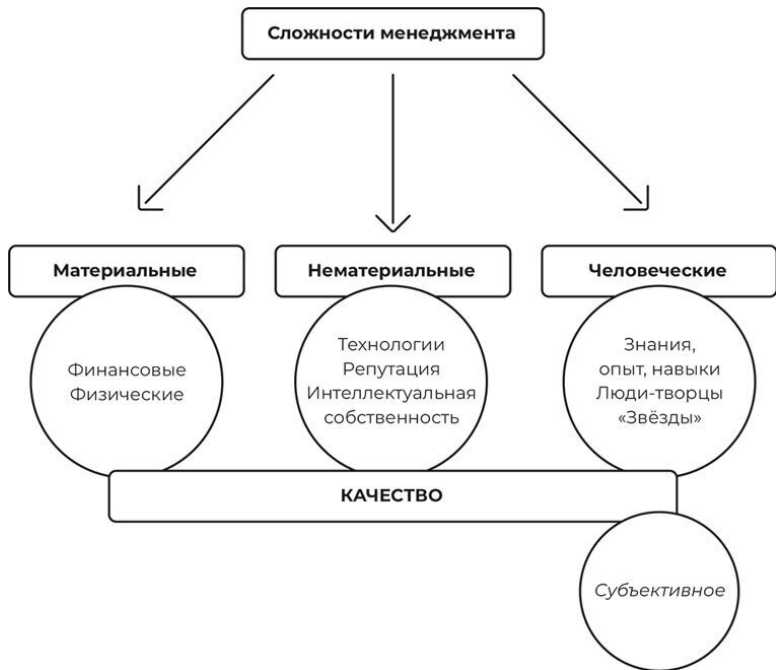 Сложности менеджмента
Материальные
Нематериальные
Человеческие
Финансовые
Физические
Технологии
Репутация
Интеллектуальная
собственность
Знания,
опыт, навыки
Люди-творцы
«Звёзды»
КАЧЕСТВО
Субъективное